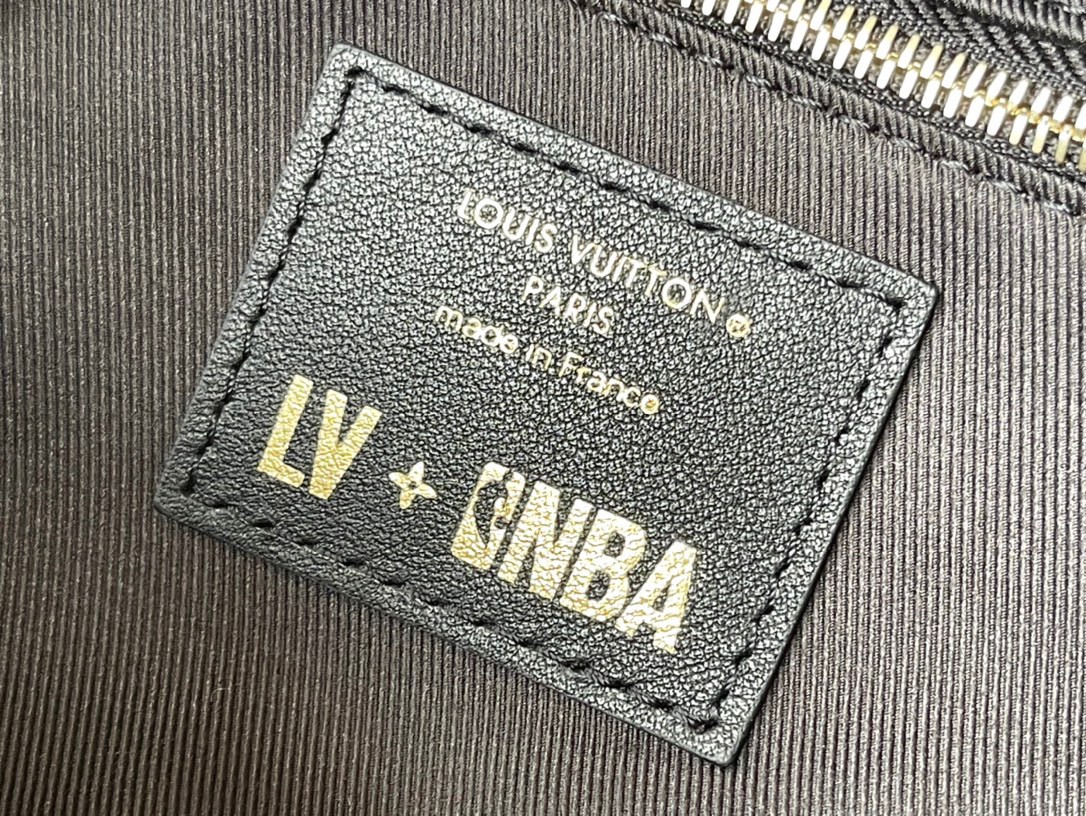 LOUIS VUITTON ®
PARIS
made in France
LV + NBA